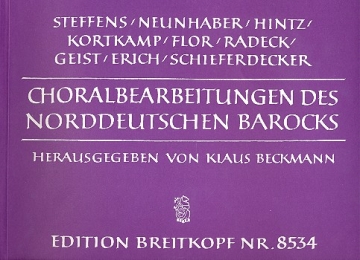 STEFFENS/NEUNHABER/HINTZ/
KORTKAMP/FLOR/RADECK/
GEIST/ERICH/SCHIEFERDECKER
CHORALBEARBEITUNGEN DES
NORDDEUTSCHEN BAROCKS
HERAUSGEGEBEN VON KLAUS BECKMANN
EDITION BREITKOPF NR. 8534